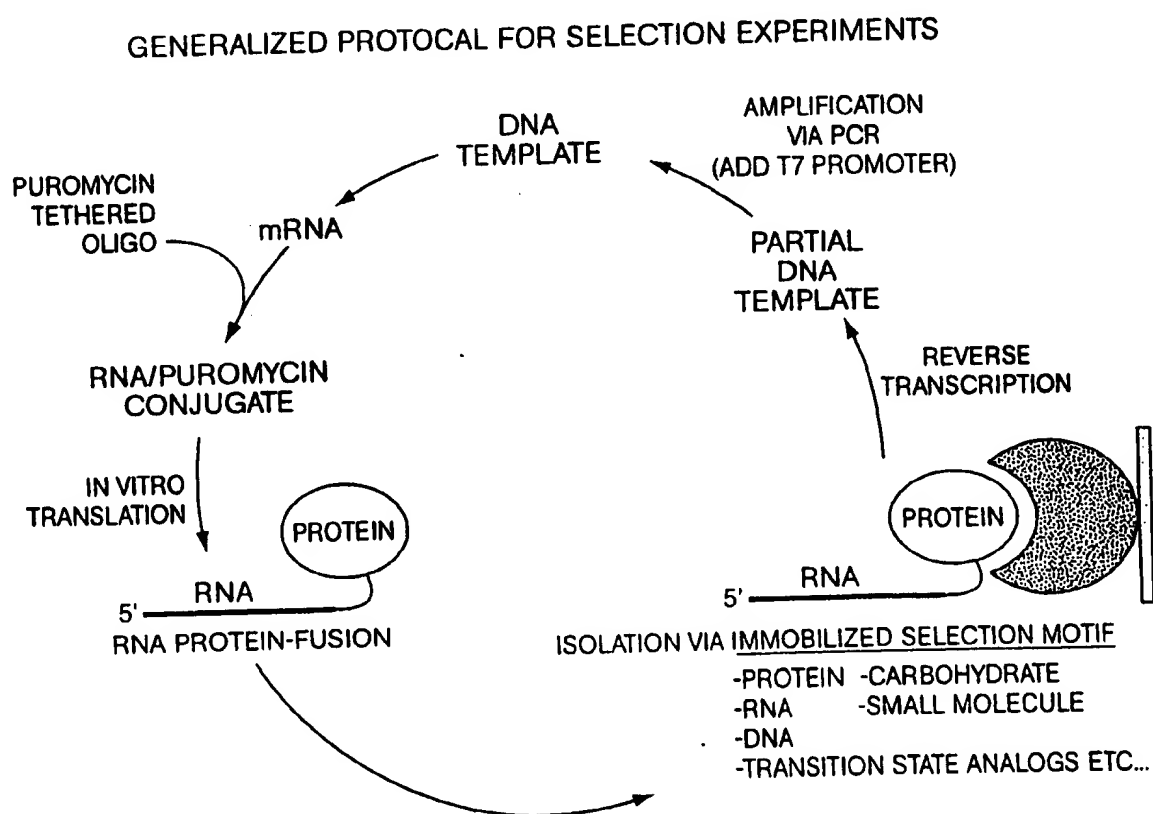 GENERALIZED PROTOCAL FOR SELECTION EXPERIMENTS
DNA
TEMPLATE
AMPLIFICATION
VIA PCR
(ADD T7 PROMOTER)
PUROMYCIN
TETHERED
OLIGO
mRNA
PARTIAL
DNA
TEMPLATE
RNA/PUROMYCIN
CONJUGATE
REVERSE
TRANSCRIPTION
IN VITRO
TRANSLATION
PROTEIN
RNA
5'
RNA PROTEIN-FUSION
PROTEIN
RNA
5'
ISOLATION VIA IMMOBILIZED SELECTION MOTIF
-PROTEIN -CARBOHYDRATE
-RNA -SMALL MOLECULE
-DNA
-TRANSITION STATE ANALOGS ETC...